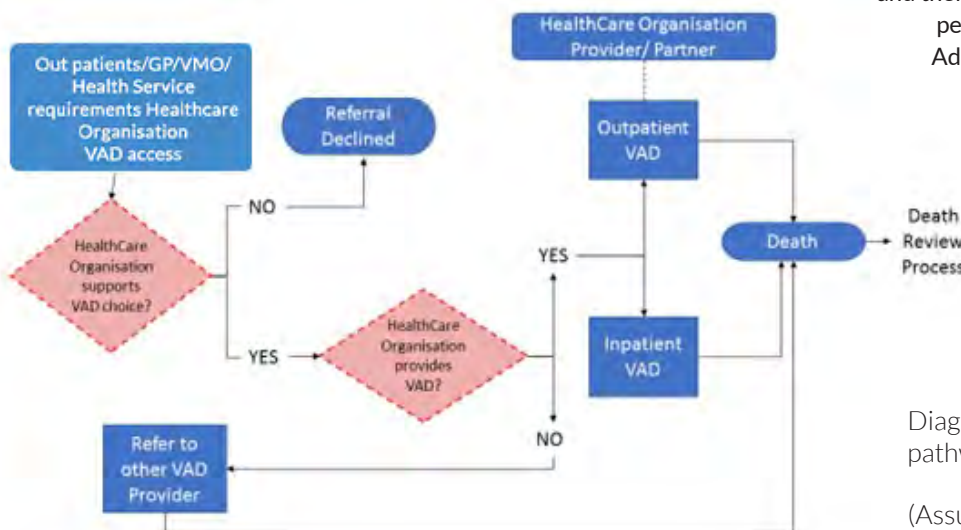 HealthCare Organisation
Provider/ Partner
Out patients/GP/VMO/
Health Service
requirements Healthcare
Organisation
VAD access
Referral
Declined
Outpatient
VAD
NO
HealthCare
Organisation
supports
VAD choice?
YES
Death
Death
Review
Process
YES
HealthCare
Organisation
provides
VAD?
Inpatient
VAD
NO
Refer to
other VAD
Provider
pe
Ad
Diag
pathw
(Assu